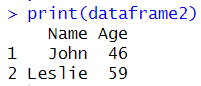 > print(dataframe2)
    Name Age
1   John  46
2 Leslie  59